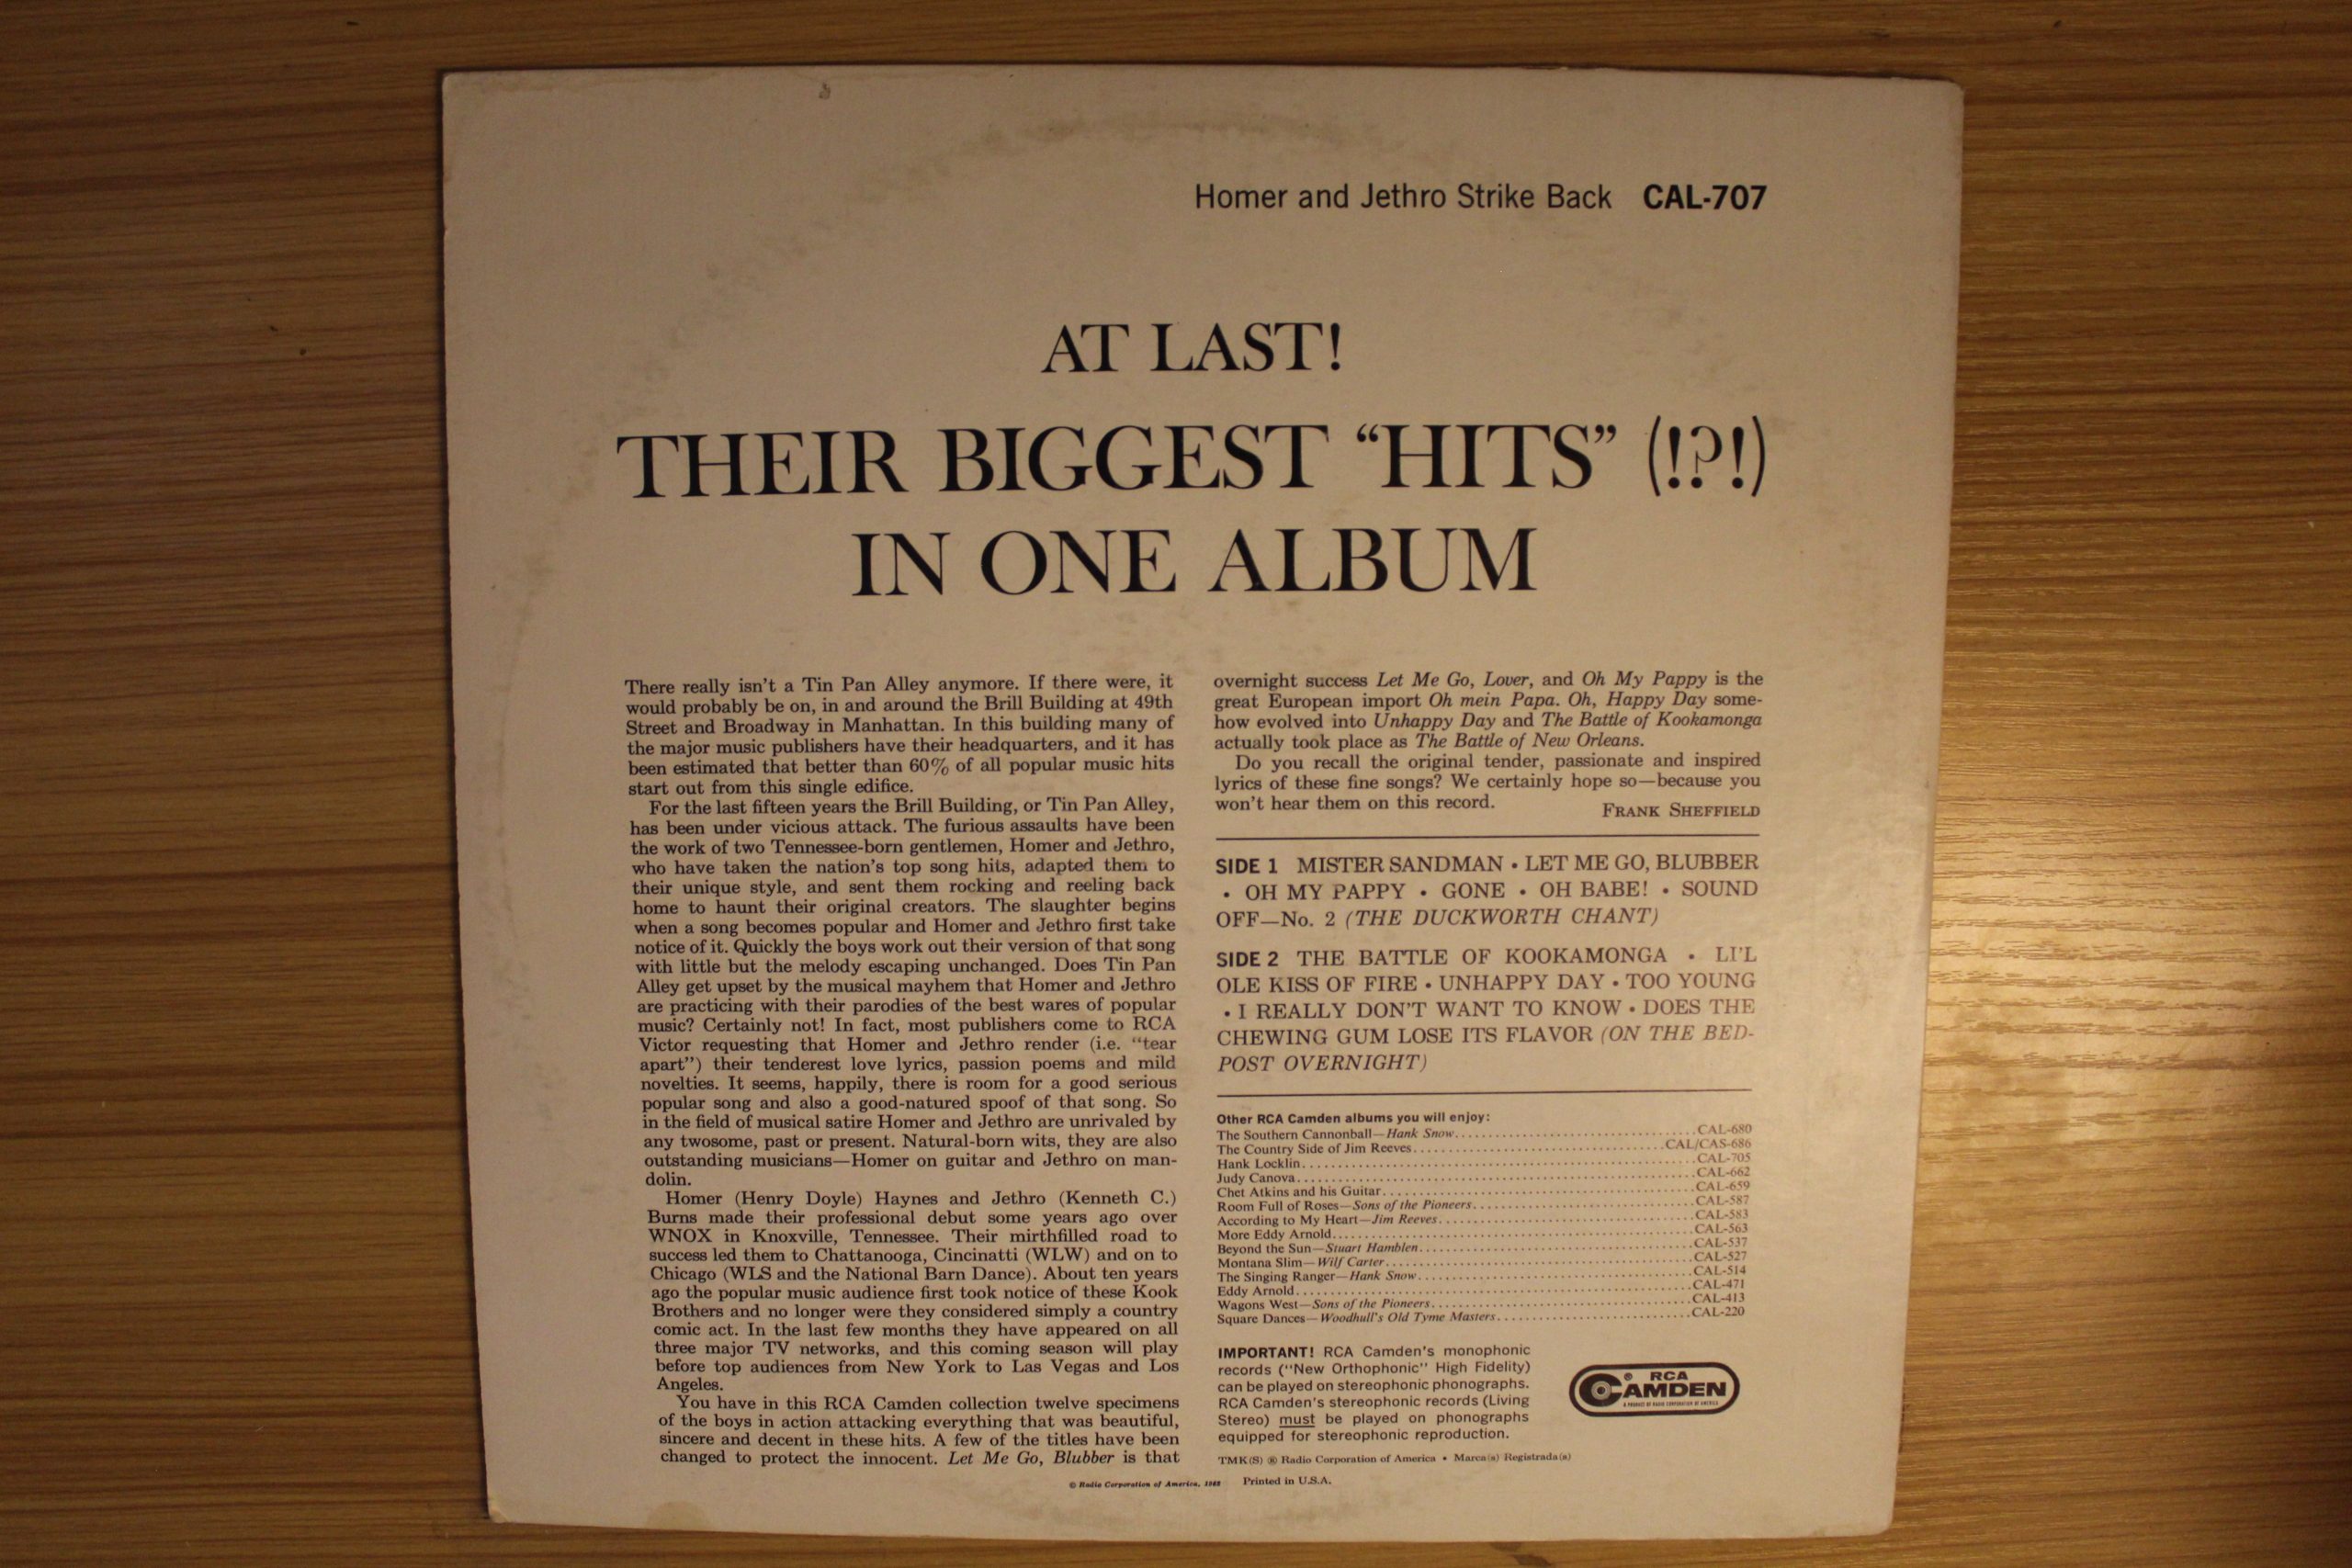 Homer and Jethro Strike Back CAL-707
AT LAST!
THEIR BIGGEST “HITS” (!?!)
IN ONE ALBUM
There really isn’t a Tin Pan Alley anymore. If there were, it
would probably be on, in and around the Brill Building at 49th
Street and Broadway in Manhattan. In this building many of
the major music publishers have their headquarters, and it has
been estimated that better than 60% of all popular music hits
start out from this single edifice.
For the last fifteen years the Brill Building, or Tin Pan Alley,
has been under vicious attack. The furious assaults have been
the work of two Tennessee-born gentlemen, Homer and Jethro,
who have taken the nation’s top song hits, adapted them to
their unique style, and sent them rocking and reeling back
home to haunt their original creators. The slaughter begins
when a song becomes popular and Homer and Jethro first take
notice of it. Quickly the boys work out their version of that song
with little but the melody escaping unchanged. Does Tin Pan
Alley get upset by the musical mayhem that Homer and Jethro
are practicing with their parodies of the best wares of popular
music? Certainly not! In fact, most publishers come to RCA
Victor requesting that Homer and Jethro render (i.e. “tear
apart”) their tenderest love lyrics, passion poems and mild
novelties. It seems, happily, there is room for a good serious
popular song and also a good-natured spoof of that song. So
in the field of musical satire Homer and Jethro are unrivaled by
any twosome, past or present. Natural-born wits, they are also
outstanding musicians—Homer on guitar and Jethro on man-
dolin.
Homer (Henry Doyle) Haynes and Jethro (Kenneth C.)
Burns made their professional debut some years ago over
WNOX in Knoxville, Tennessee. Their mirthfilled road to
success led them to Chattanooga, Cincinatti (WLW) and on to
Chicago (WLS and the National Barn Dance). About ten years
ago the popular music audience first took notice of these Kook
Brothers and no longer were they considered simply a country
comic act. In the last few months they have appeared on all
three major TV networks, and this coming season will play
before top audiences from New York to Las Vegas and Los
Angeles.
You have in this RCA Camden collection twelve specimens
of the boys in action attacking everything that was beautiful,
sincere and decent in these hits. A few of the titles have been
changed to protect the innocent. Let Me Go, Blubber is that
overnight success Let Me Go, Lover, and Oh My Pappy is the
great European import Oh mein Papa. Oh, Happy Day some-
how evolved into Unhappy Day and The Battle of Kookamonga
actually took place as The Battle of New Orleans.
Do you recall the original tender, passionate and inspired
lyrics of these fine songs? We certainly hope so—because you
won’t hear them on this record.
FRANK SHEFFIELD
SIDE 1 MISTER SANDMAN • LET ME GO, BLUBBER
• OH MY PAPPY • GONE • OH BABE! • SOUND
OFF—No. 2 (THE DUCKWORTH CHANT)
SIDE 2 THE BATTLE OF KOOKAMONGA • LI’L
OLE KISS OF FIRE • UNHAPPY DAY • TOO YOUNG
• I REALLY DON’T WANT TO KNOW • DOES THE
CHEWING GUM LOSE ITS FLAVOR (ON THE BED-
POST OVERNIGHT)
Other RCA Camden albums you will enjoy:
The Southern Cannonball—Hank Snow CAL-680
The Country Side of Jim Reeves CAL/CAS-686
Hank Locklin CAL-705
Judy Canova CAL-662
Chet Atkins and his Guitar CAL-659
Room Full of Roses—Sons of the Pioneers CAL-587
According to My Heart—Jim Reeves CAL-583
More Eddy Arnold CAL-563
Beyond the Sun—Stuart Hamblen CAL-537
Montana Slim—Wilf Carter CAL-527
The Singing Ranger—Hank Snow CAL-514
Eddy Arnold CAL-471
Wagons West—Sons of the Pioneers CAL-413
Square Dances—Woodhull’s Old Tyme Masters CAL-220
IMPORTANT! RCA Camden’s monophonic
records (“New Orthophonic” High Fidelity)
can be played on stereophonic phonographs.
RCA Camden’s stereophonic records (Living
Stereo) must be played on phonographs
equipped for stereophonic reproduction.
RCA
CAMDEN
A PRODUCT OF RADIO CORPORATION OF AMERICA
TMK(S) ® Radio Corporation of America • Marca(s) Registrada(s)
© Radio Corporation of America, 1962 Printed in U.S.A.